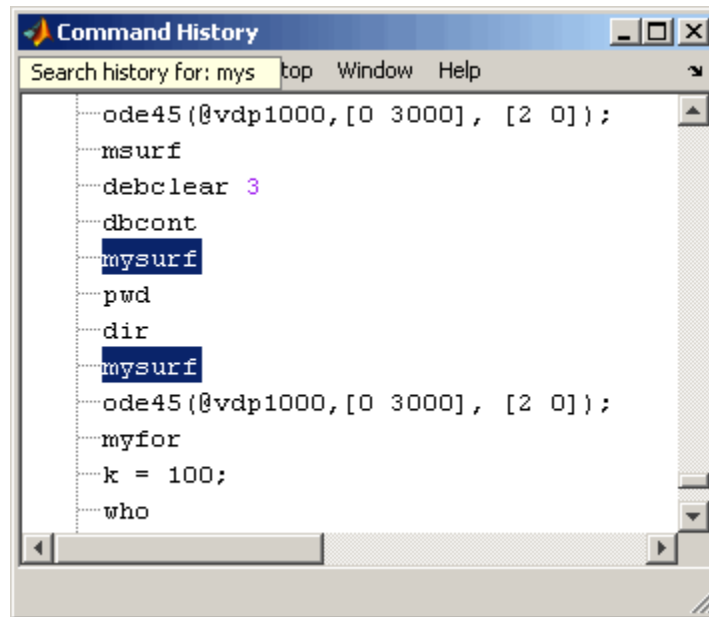 Command History
Search history for: mys top Window Help
ode45(@vdp1000,[0 3000], [2 0]);
msurf
debclear 3
dbcont
mysurf
pwd
dir
mysurf
ode45(@vdp1000,[0 3000], [2 0]);
myfor
k = 100;
who